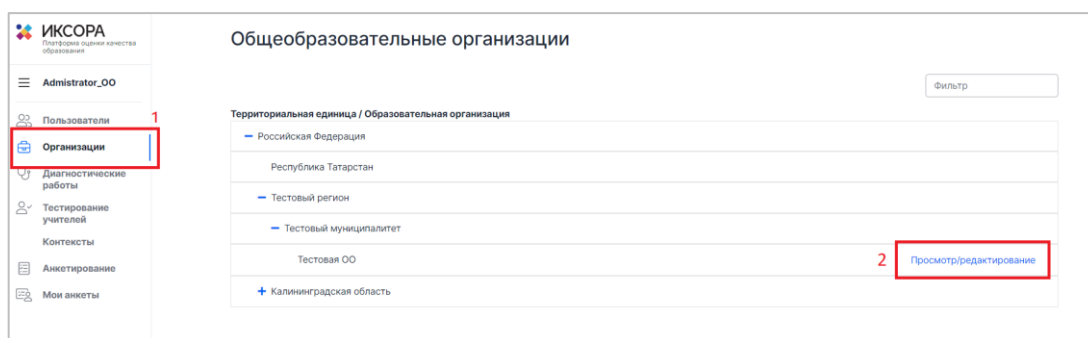 ИКСОРА
Платформа оценки качества
образования
Admistrator_OO
Пользователи
1
Организации
Диагностические
работы
Тестирование
учителей
Контексты
Анкетирование
Мои анкеты
Общеобразовательные организации
Фильтр
Территориальная единица / Образовательная организация
Российская Федерация
Республика Татарстан
Тестовый регион
Тестовый муниципалитет
Тестовая ОО
2
Просмотр/редактирование
Калининградская область